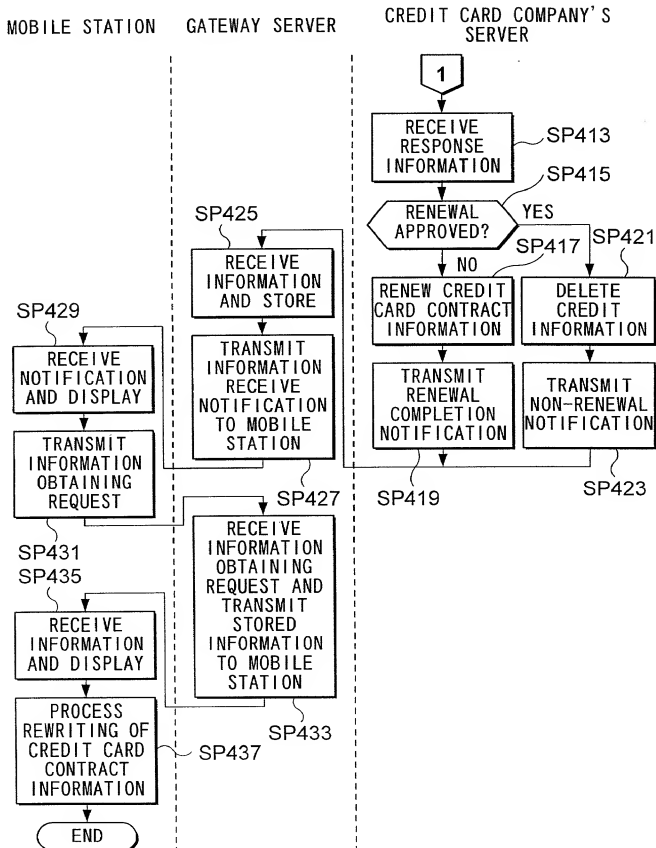 MOBILE STATION
GATEWAY SERVER
CREDIT CARD COMPANY'S
SERVER
1
RECEIVE
RESPONSE
INFORMATION
SP413
SP415
RENEWAL
APPROVED?
YES
NO
SP417
SP421
RENEW CREDIT
CARD CONTRACT
INFORMATION
DELETE
CREDIT
INFORMATION
TRANSMIT
RENEWAL
COMPLETION
NOTIFICATION
TRANSMIT
NON-RENEWAL
NOTIFICATION
SP419
SP423
SP425
RECEIVE
INFORMATION
AND STORE
TRANSMIT
INFORMATION
RECEIVE
NOTIFICATION
TO MOBILE
STATION
SP427
SP429
RECEIVE
NOTIFICATION
AND DISPLAY
TRANSMIT
INFORMATION
OBTAINING
REQUEST
SP431
RECEIVE
INFORMATION
OBTAINING
REQUEST AND
TRANSMIT
STORED
INFORMATION
TO MOBILE
STATION
SP433
SP435
RECEIVE
INFORMATION
AND DISPLAY
PROCESS
REWRITING OF
CREDIT CARD
CONTRACT
INFORMATION
SP437
END